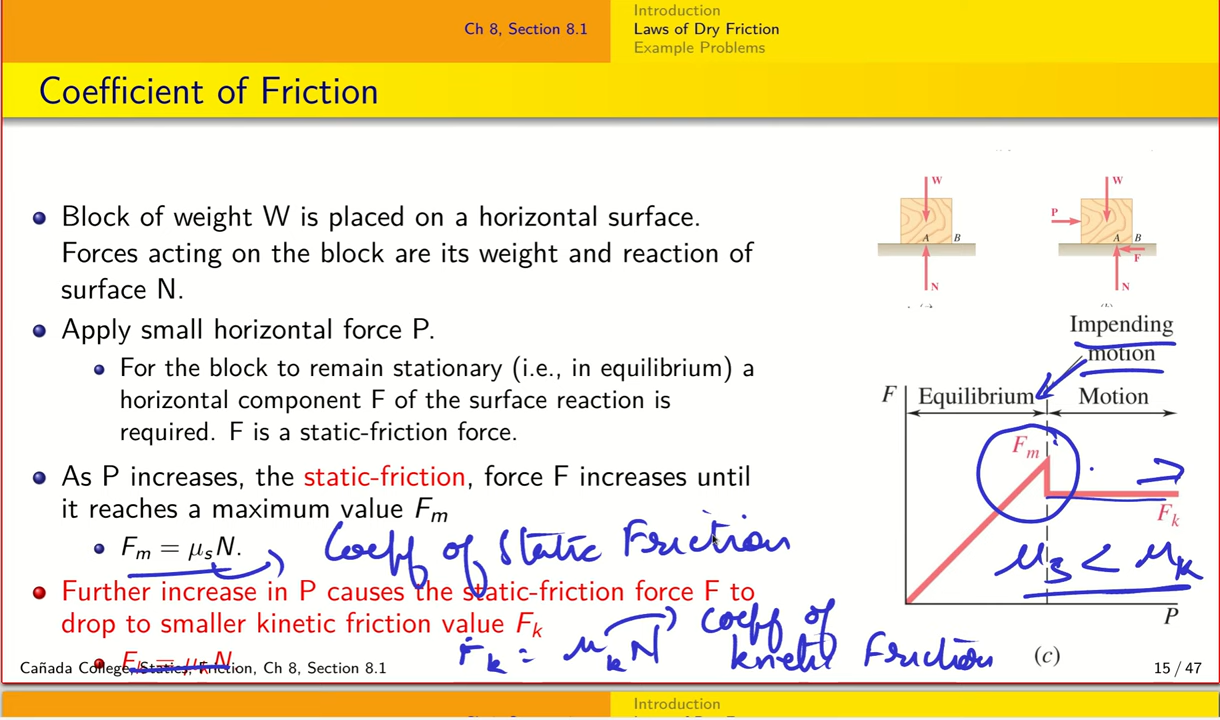 Ch 8, Section 8.1
Introduction
Laws of Dry Friction
Example Problems
Coefficient of Friction
Block of weight W is placed on a horizontal surface.
Forces acting on the block are its weight and reaction of
surface N.
Apply small horizontal force P.
For the block to remain stationary (i.e., in equilibrium) a
horizontal component F of the surface reaction is
required. F is a static-friction force.
As P increases, the static-friction, force F increases until
it reaches a maximum value Fₘ
Fₘ = μₛN.
Coeff of Static Friction
Further increase in P causes the static-friction force F to
drop to smaller kinetic friction value Fₖ
Fₖ = μₖN
Fₖ = μₖN coeff of
kinetic Friction
W
A B
N
W
P
A B
F
N
Impending
motion
F Equilibrium Motion
Fₘ
Fₖ
μₛ < μₖ
P
(c)
Cañada College, Statics, Friction, Ch 8, Section 8.1
15 / 47
Introduction